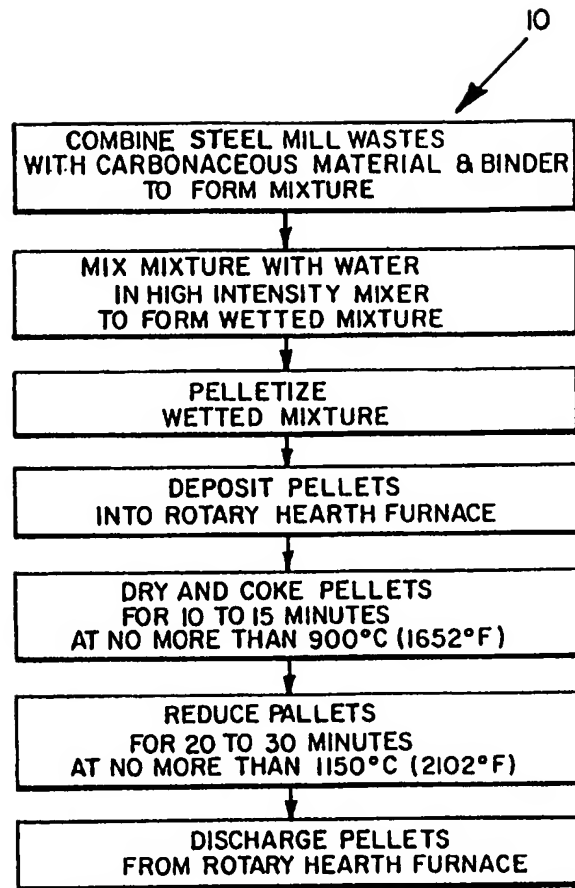 10
COMBINE STEEL MILL WASTES
WITH CARBONACEOUS MATERIAL & BINDER
TO FORM MIXTURE
MIX MIXTURE WITH WATER
IN HIGH INTENSITY MIXER
TO FORM WETTED MIXTURE
PELLETIZE
WETTED MIXTURE
DEPOSIT PELLETS
INTO ROTARY HEARTH FURNACE
DRY AND COKE PELLETS
FOR 10 TO 15 MINUTES
AT NO MORE THAN 900°C (1652°F)
REDUCE PALLETS
FOR 20 TO 30 MINUTES
AT NO MORE THAN 1150°C (2102°F)
DISCHARGE PELLETS
FROM ROTARY HEARTH FURNACE